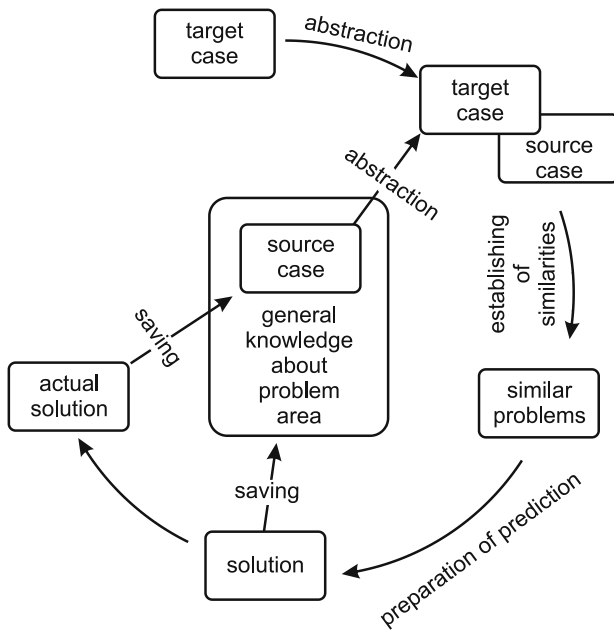 target
case
abstraction
target
case
source
case
abstraction
source
case
general
knowledge
about
problem
area
establishing
of
similarities
saving
actual
solution
similar
problems
saving
solution
preparation of prediction